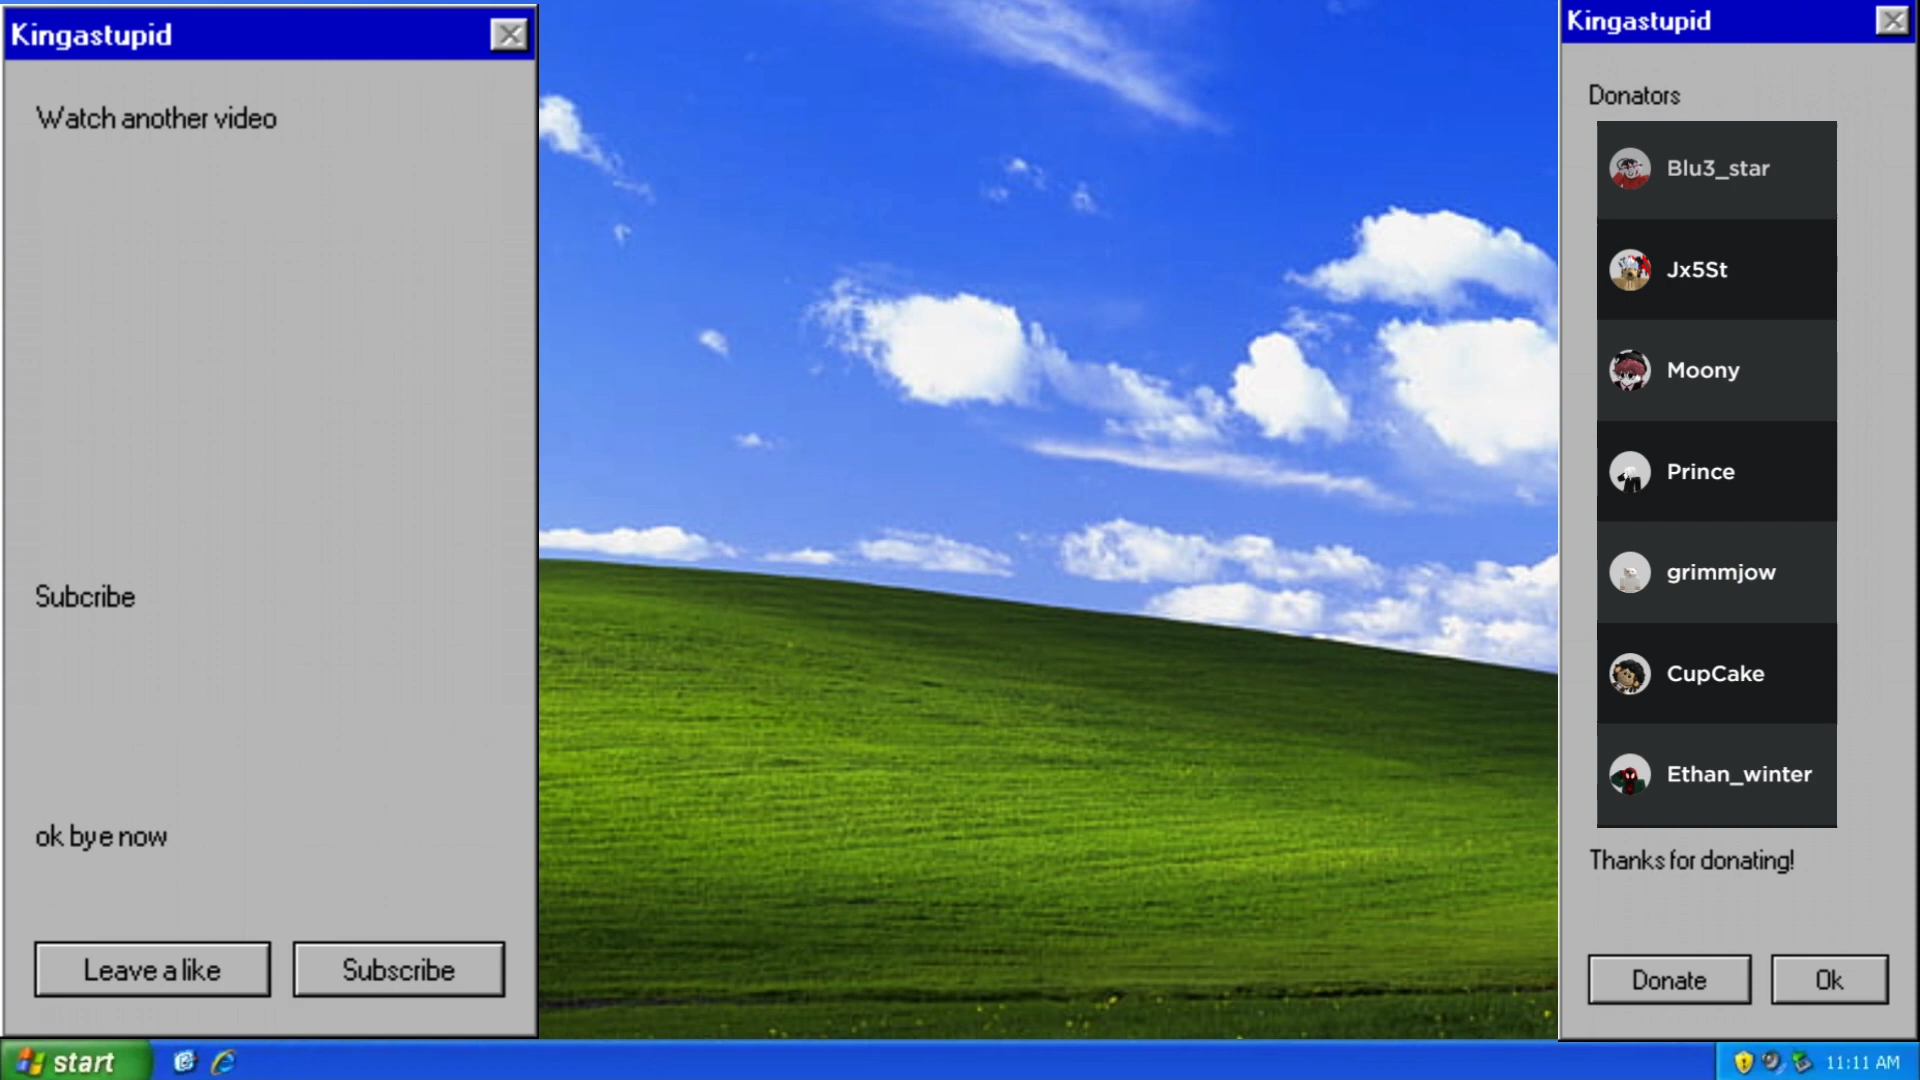 Kingastupid
Watch another video
Subcribe
ok bye now
Leave a like
Subscribe
Kingastupid
Donators
Blu3_star
Jx5St
Moony
Prince
grimmjow
CupCake
Ethan_winter
Thanks for donating!
Donate
Ok
start
11:11 AM